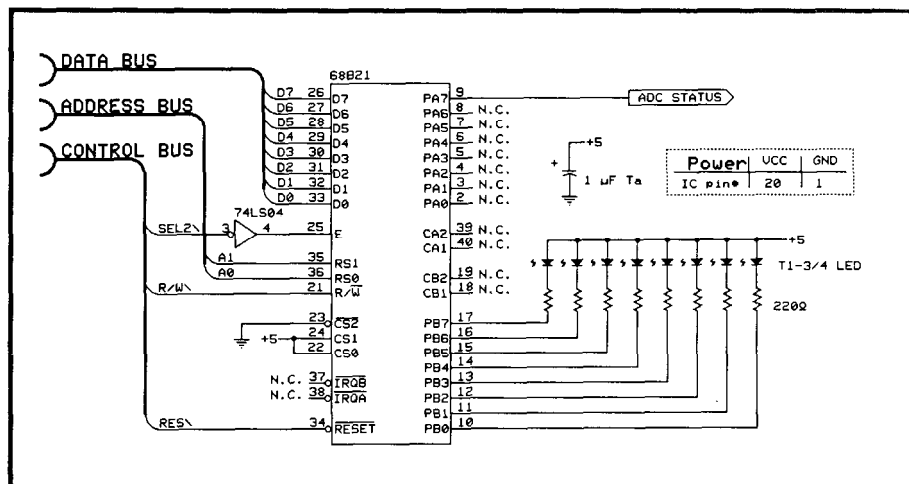 DATA BUS
ADDRESS BUS
CONTROL BUS
68B21
D7 26 D7
D6 27 D6
D5 28 D5
D4 29 D4
D3 30 D3
D2 31 D2
D1 32 D1
D0 33 D0
74LS04
SEL2\ 3 4 25 E
A1 35 RS1
A0 36 RS0
R/W\ 21 R/W
23 CS2
+5 24 CS1
22 CS0
N.C. 37 IRQB
N.C. 38 IRQA
RES\ 34 RESET
PA7 9 ADC STATUS
PA6 8 N.C.
PA5 7 N.C.
PA4 6 N.C.
PA3 5 N.C.
PA2 4 N.C.
PA1 3 N.C.
PA0 2 N.C.
CA2 39 N.C.
CA1 40 N.C.
CB2 19 N.C.
CB1 18 N.C.
PB7 17
PB6 16
PB5 15
PB4 14
PB3 13
PB2 12
PB1 11
PB0 10
+5
+
1 µF Ta
Power VCC GND
IC pin• 20 1
+5
T1-3/4 LED
220Ω